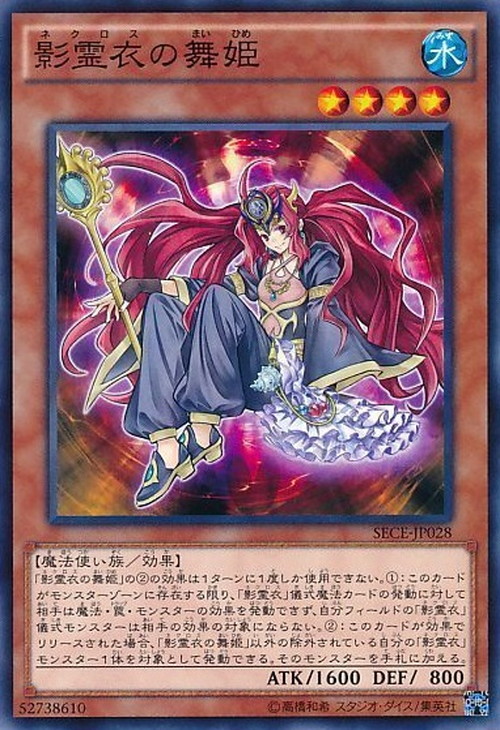 ネクロス まい ひめ
影霊衣の舞姫
みず
水
SECE-JP028
【魔法使い族／効果】
「影霊衣の舞姫」の②の効果は1ターンに1度しか使用できない。①：このカード
がモンスターゾーンに存在する限り、「影霊衣」儀式魔法カードの発動に対して
相手は魔法・罠・モンスターの効果を発動できず、自分フィールドの「影霊衣」
儀式モンスターは相手の効果の対象にならない。②：このカードが効果で
リリースされた場合、「影霊衣の舞姫」以外の除外されている自分の「影霊衣」
モンスター1体を対象として発動できる。そのモンスターを手札に加える。
ATK/1600 DEF/ 800
52738610
©高橋和希 スタジオ・ダイス/集英社